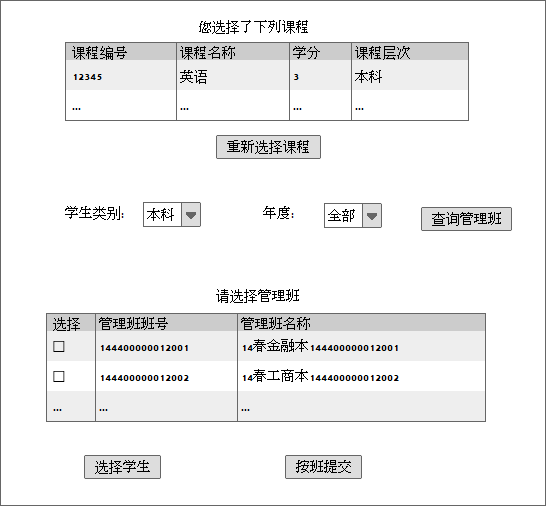 您选择了下列课程
课程编号 课程名称 学分 课程层次
12345 英语 3 本科
... ... ... ...
重新选择课程
学生类别: 本科 年度: 全部 查询管理班
请选择管理班
选择 管理班班号 管理班名称
144400000012001 14春金融本144400000012001
144400000012002 14春工商本144400000012002
... ... ...
选择学生 按班提交